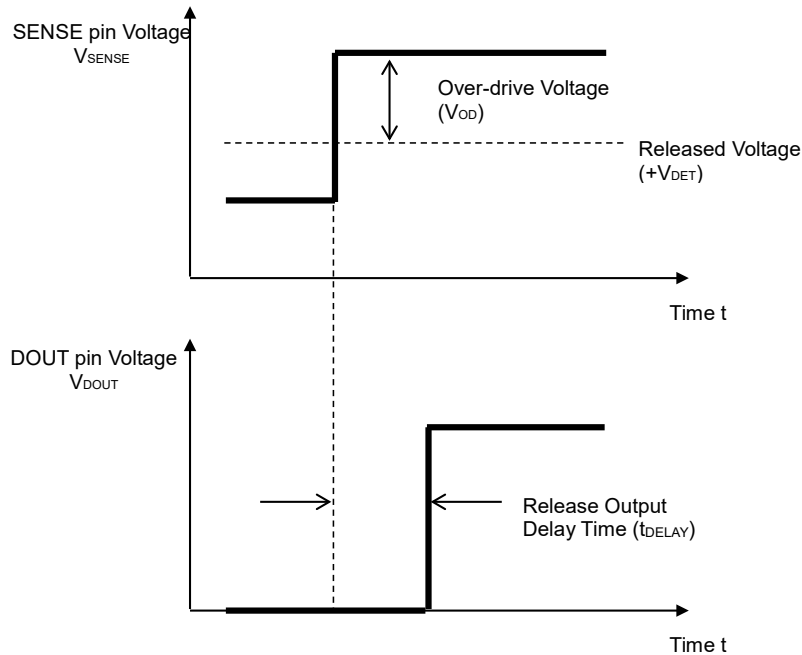 SENSE pin Voltage
VSENSE
Over-drive Voltage
(VOD)
Released Voltage
(+VDET)
Time t
DOUT pin Voltage
VDOUT
Release Output
Delay Time (tDELAY)
Time t